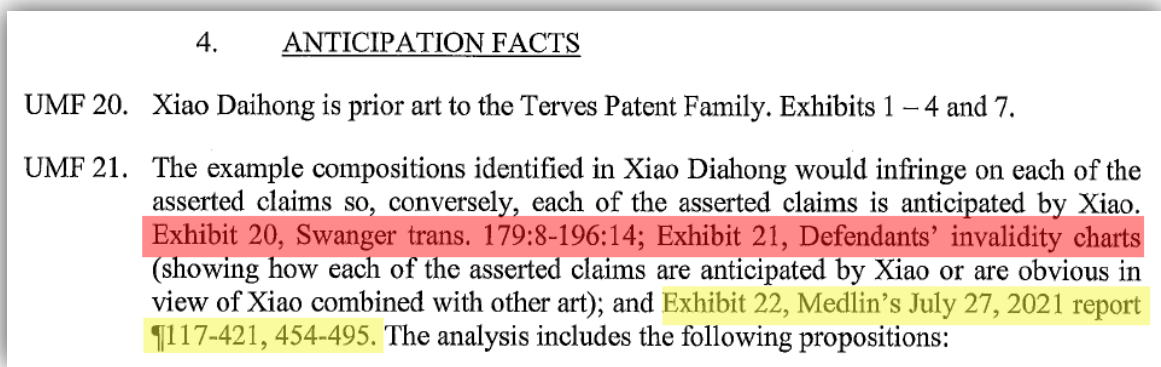 4. ANTICIPATION FACTS
UMF 20. Xiao Daihong is prior art to the Terves Patent Family. Exhibits 1 – 4 and 7.
UMF 21. The example compositions identified in Xiao Diahong would infringe on each of the
asserted claims so, conversely, each of the asserted claims is anticipated by Xiao.
Exhibit 20, Swanger trans. 179:8-196:14; Exhibit 21, Defendants’ invalidity charts
(showing how each of the asserted claims are anticipated by Xiao or are obvious in
view of Xiao combined with other art); and Exhibit 22, Medlin’s July 27, 2021 report
¶117-421, 454-495. The analysis includes the following propositions: